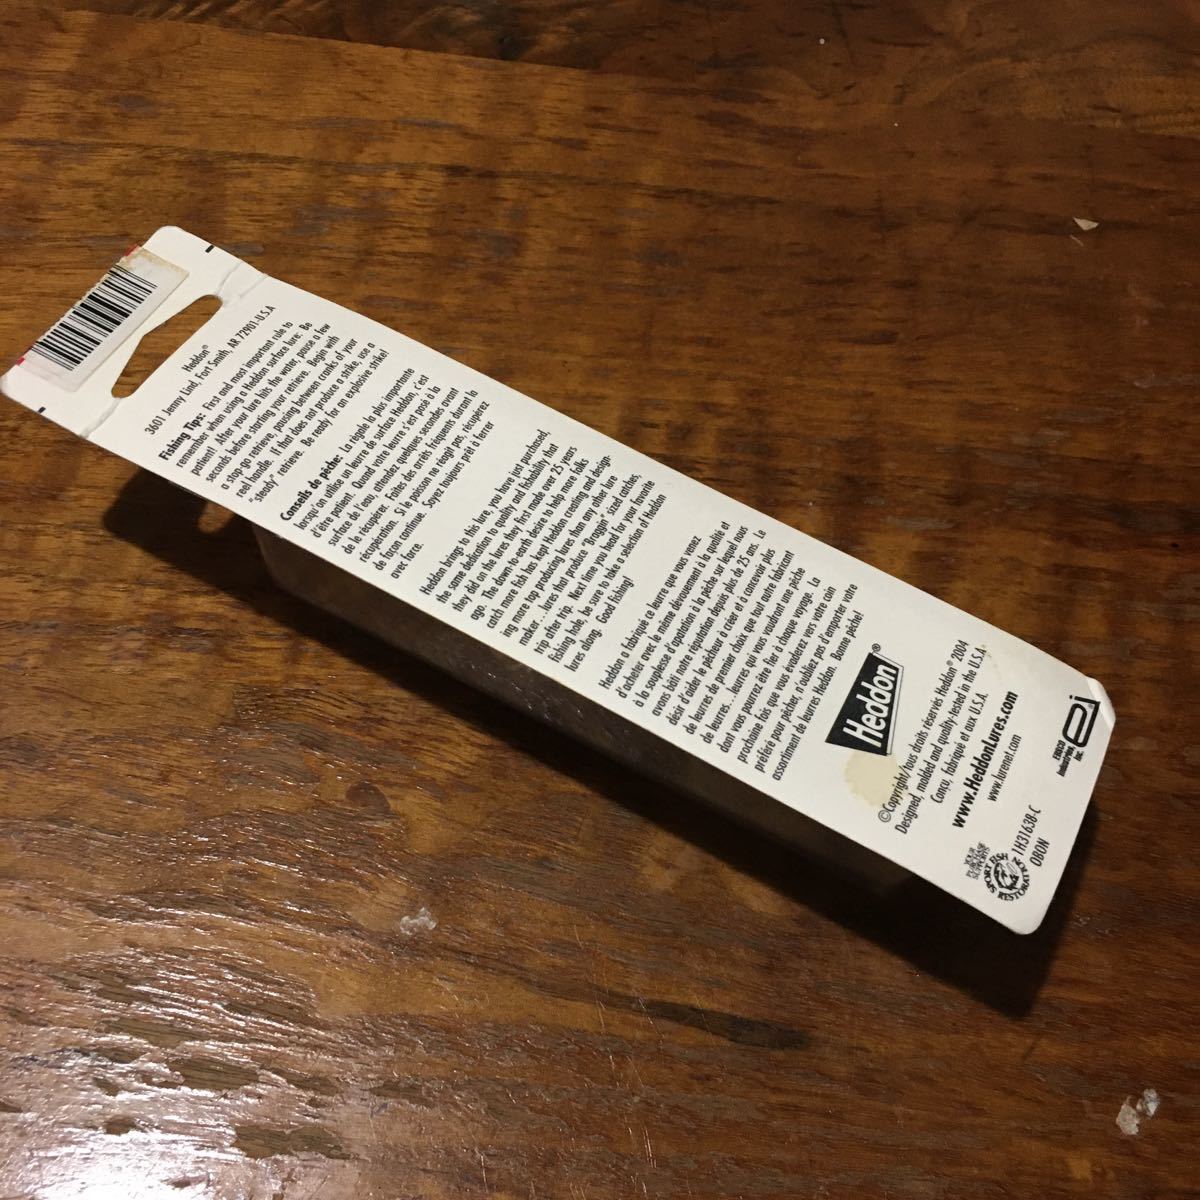 Heddon®
3601 Jenny Lind, Fort Smith, AR 72901-U.S.A
Fishing Tips: First and most important rule to
remember when using a Heddon surface lure: Be
patient! After your lure hits the water, pause a few
seconds before starting your retrieve. Begin with
a stop-go retrieve, pausing between cranks of your
reel handle. If that does not produce a strike, use a
"steady" retrieve. Be ready for an explosive strike!
Conseils de pêche: La régale la plus importante
lorsqu'on utilise un leurre de surface Heddon, c'est
d'être patient. Quand votre leurre s'est posé à la
surface de l'eau, attendez quelques secondes avant
de le récupérer. Faites des arrêts fréquents durant la
récupération. Si le poison ne réagit pas, récupérez
de façon continue. Soyez toujours prêt à ferrer
avec force.
Heddon brings to this lure, you have just purchased,
the same dedication to quality and fishability that
they did on the lures they first made over 25 years
ago. The down-to-earth desire to help more folks
catch more fish has kept Heddon creating and design-
ing more top producing lures than any other lure
maker...lures that produce "Braggin" sized catches,
trip after trip. Next time you head for your favorite
fishing hole, be sure to take a selection of Heddon
lures along. Good fishing!
Heddon a fabriqué ce leurre que vous venez
d'acheter avec le même dévouement à la qualité et
à la souplesse d'apatation à la pêche sur lequel nous
avons bâti notre réputation depuis plus de 25 ans. Le
désir d'aider le pêcheur à créer et à concevoir plus
de leurres de premier choix que tout autre fabricant
de leurres...leurres qui vous vaudront une pêche
dont vous pourrez être fier à chaque voyage. La
prochaine fois que vous évaderez vers votre coin
préféré pour pêcher, n'oubliez pas d'emporter votre
assortiment de leurres Heddon. Bonne pêche!
Heddon®
©Copyright/tous droits réservés Heddon® 2004
Designed, molded and quality-tested in the U.S.A.
Conçu, fabriqué et aux U.S.A.
www.HeddonLures.com
www.lurenet.com
EBSCO
Industries,
Inc.
ei
YOUR
PURCHASE
SUPPORTS
SPORT FISH
RESTORATION
1H31638-C
OBON